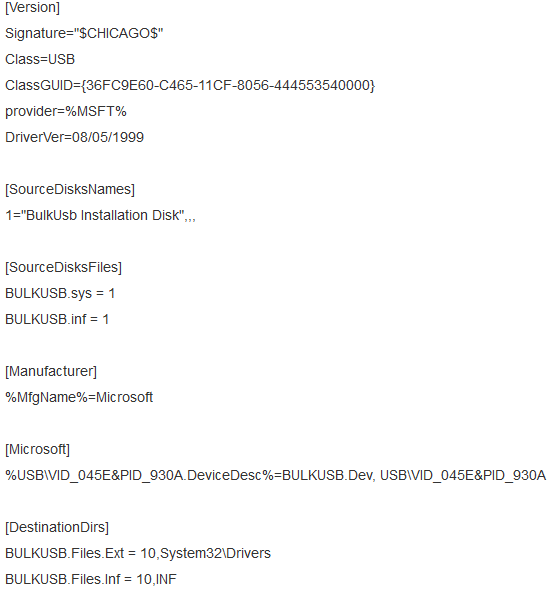 [Version]
Signature="$CHICAGO$"
Class=USB
ClassGUID={36FC9E60-C465-11CF-8056-444553540000}
provider=%MSFT%
DriverVer=08/05/1999
[SourceDisksNames]
1="BulkUsb Installation Disk",,,
[SourceDisksFiles]
BULKUSB.sys = 1
BULKUSB.inf = 1
[Manufacturer]
%MfgName%=Microsoft
[Microsoft]
%USB\VID_045E&PID_930A.DeviceDesc%=BULKUSB.Dev, USB\VID_045E&PID_930A
[DestinationDirs]
BULKUSB.Files.Ext = 10,System32\Drivers
BULKUSB.Files.Inf = 10,INF